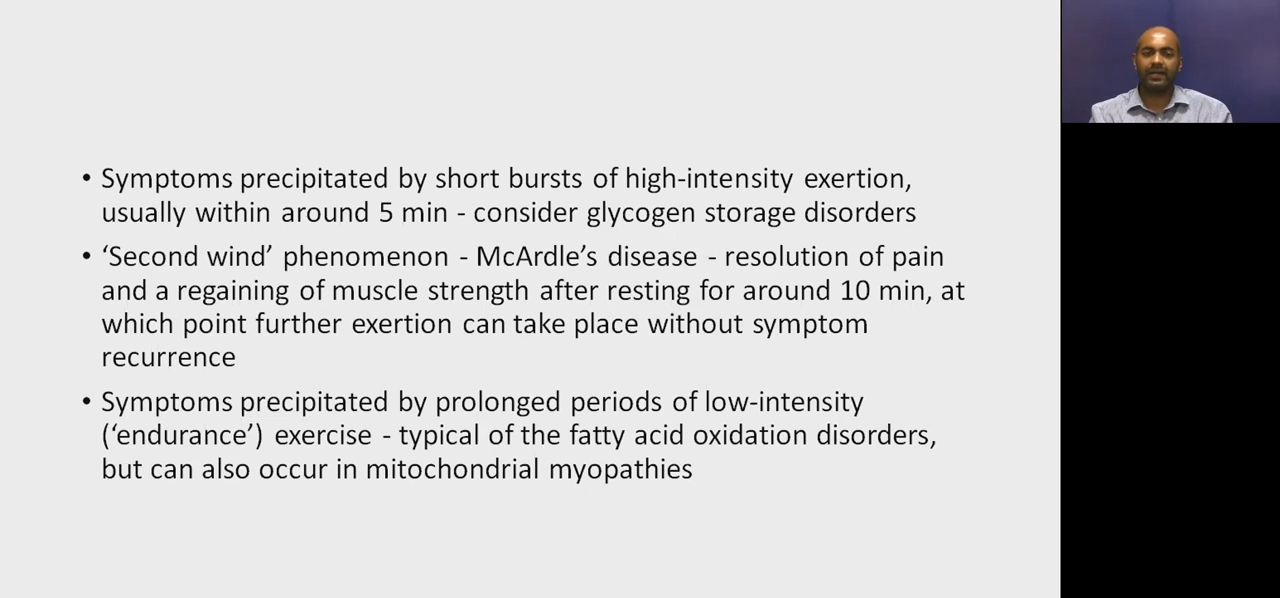 • Symptoms precipitated by short bursts of high-intensity exertion,
usually within around 5 min - consider glycogen storage disorders
• ‘Second wind’ phenomenon - McArdle’s disease - resolution of pain
and a regaining of muscle strength after resting for around 10 min, at
which point further exertion can take place without symptom
recurrence
• Symptoms precipitated by prolonged periods of low-intensity
(‘endurance’) exercise - typical of the fatty acid oxidation disorders,
but can also occur in mitochondrial myopathies